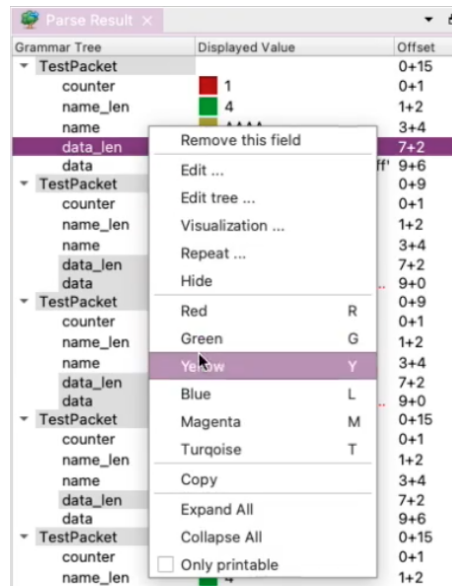 Parse Result ×
Grammar Tree Displayed Value Offset
TestPacket 0+15
counter 1 0+1
name_len 4 1+2
name 3+4
data_len 7+2
data ff' 9+6
TestPacket 0+9
counter 0+1
name_len 1+2
name 3+4
data_len 7+2
data .. 9+0
TestPacket 0+9
counter 0+1
name_len 1+2
name 3+4
data_len 7+2
data .. 9+0
TestPacket 0+15
counter 0+1
name_len 1+2
name 3+4
data_len 7+2
data 9+6
TestPacket 0+15
counter 0+1
name_len 4 1+2
Remove this field
Edit ...
Edit tree ...
Visualization ...
Repeat ...
Hide
Red R
Green G
Yellow Y
Blue L
Magenta M
Turqoise T
Copy
Expand All
Collapse All
Only printable